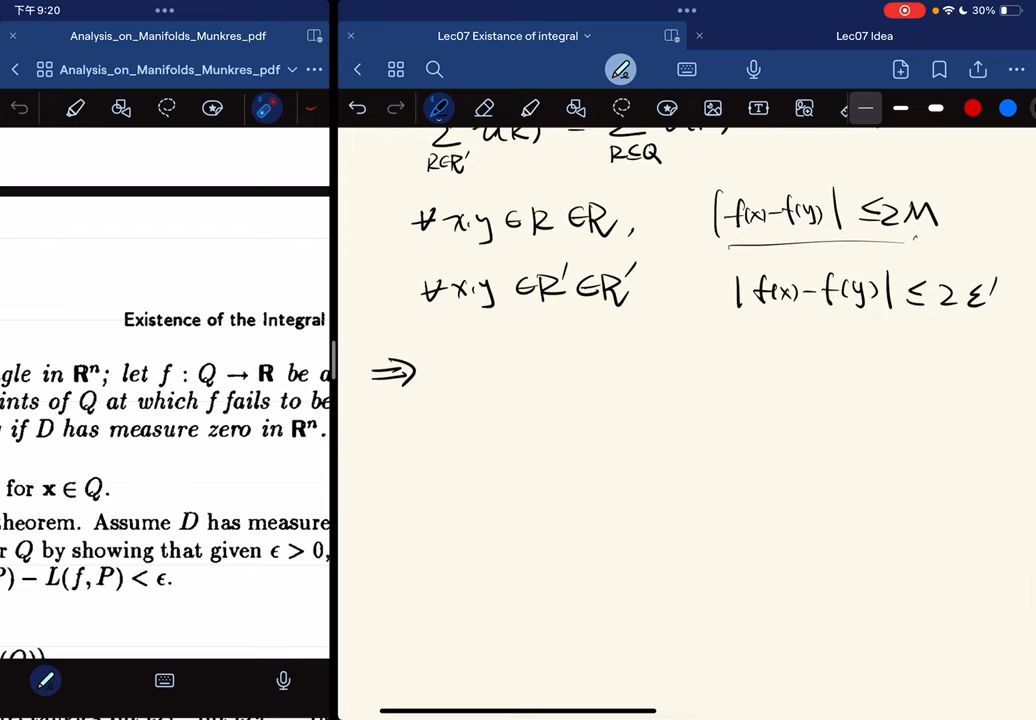 下午9:20
30%
Analysis_on_Manifolds_Munkres_pdf
Lec07 Existance of integral
Lec07 Idea
Analysis_on_Manifolds_Munkres_pdf
Existence of the Integral
gle in Rⁿ; let f : Q → R be a
ints of Q at which f fails to be
if D has measure zero in Rⁿ.
for x ∈ Q.
theorem. Assume D has measure
r Q by showing that given ϵ > 0,
P) − L(f, P) < ϵ.
(Q))
R∈R′ R⊆Q
∀ x,y ∈ R ∈ R, |f(x)-f(y)| ≤ 2M
∀ x,y ∈ R′ ∈ R′ |f(x)-f(y)| ≤ 2ε′
⇒